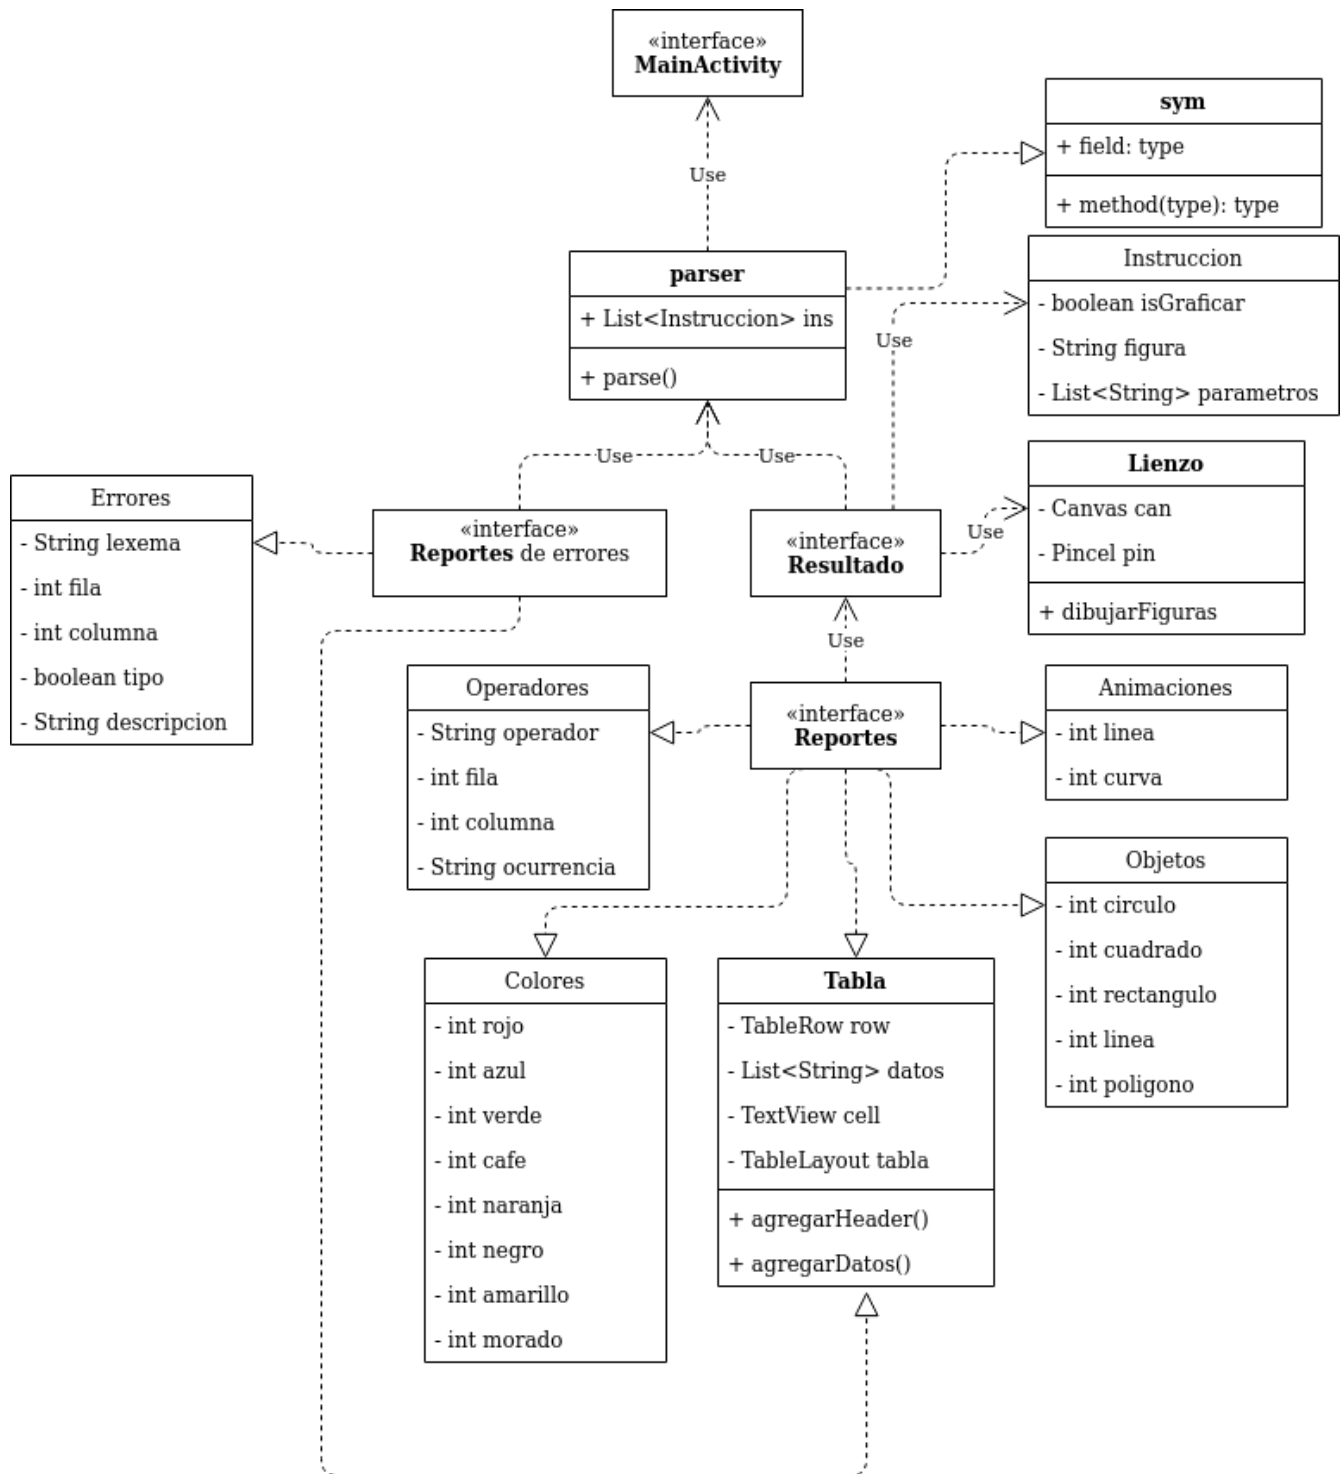 «interface»
MainActivity
Use
sym
+ field: type
+ method(type): type
parser
+ List<Instruccion> ins
+ parse()
Instruccion
- boolean isGraficar
- String figura
- List<String> parametros
Use
Use
Use
Errores
- String lexema
- int fila
- int columna
- boolean tipo
- String descripcion
«interface»
Reportes de errores
«interface»
Resultado
Use
Lienzo
- Canvas can
- Pincel pin
+ dibujarFiguras
Use
Operadores
- String operador
- int fila
- int columna
- String ocurrencia
«interface»
Reportes
Animaciones
- int linea
- int curva
Objetos
- int circulo
- int cuadrado
- int rectangulo
- int linea
- int poligono
Colores
- int rojo
- int azul
- int verde
- int cafe
- int naranja
- int negro
- int amarillo
- int morado
Tabla
- TableRow row
- List<String> datos
- TextView cell
- TableLayout tabla
+ agregarHeader()
+ agregarDatos()